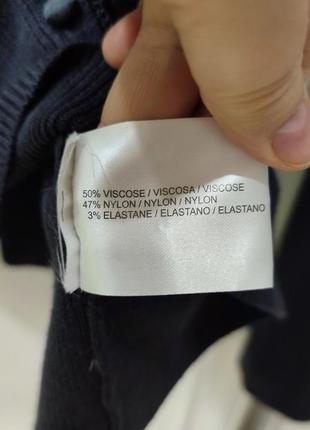 50% VISCOSE / VISCOSA / VISCOSE
47% NYLON / NYLON / NYLON
3% ELASTANE / ELASTANO / ELASTANO